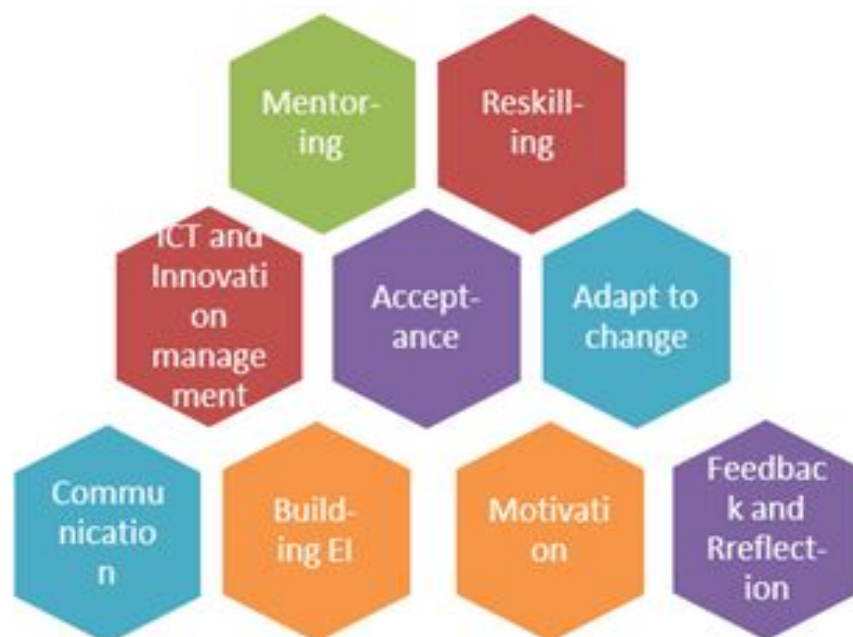 Mentor-
ing
Reskill-
ing
ICT and
Innovati
on
manage
ment
Accept-
ance
Adapt to
change
Commu
nicatio
n
Build-
ing EI
Motivati
on
Feedbac
k and
Rreflect-
ion